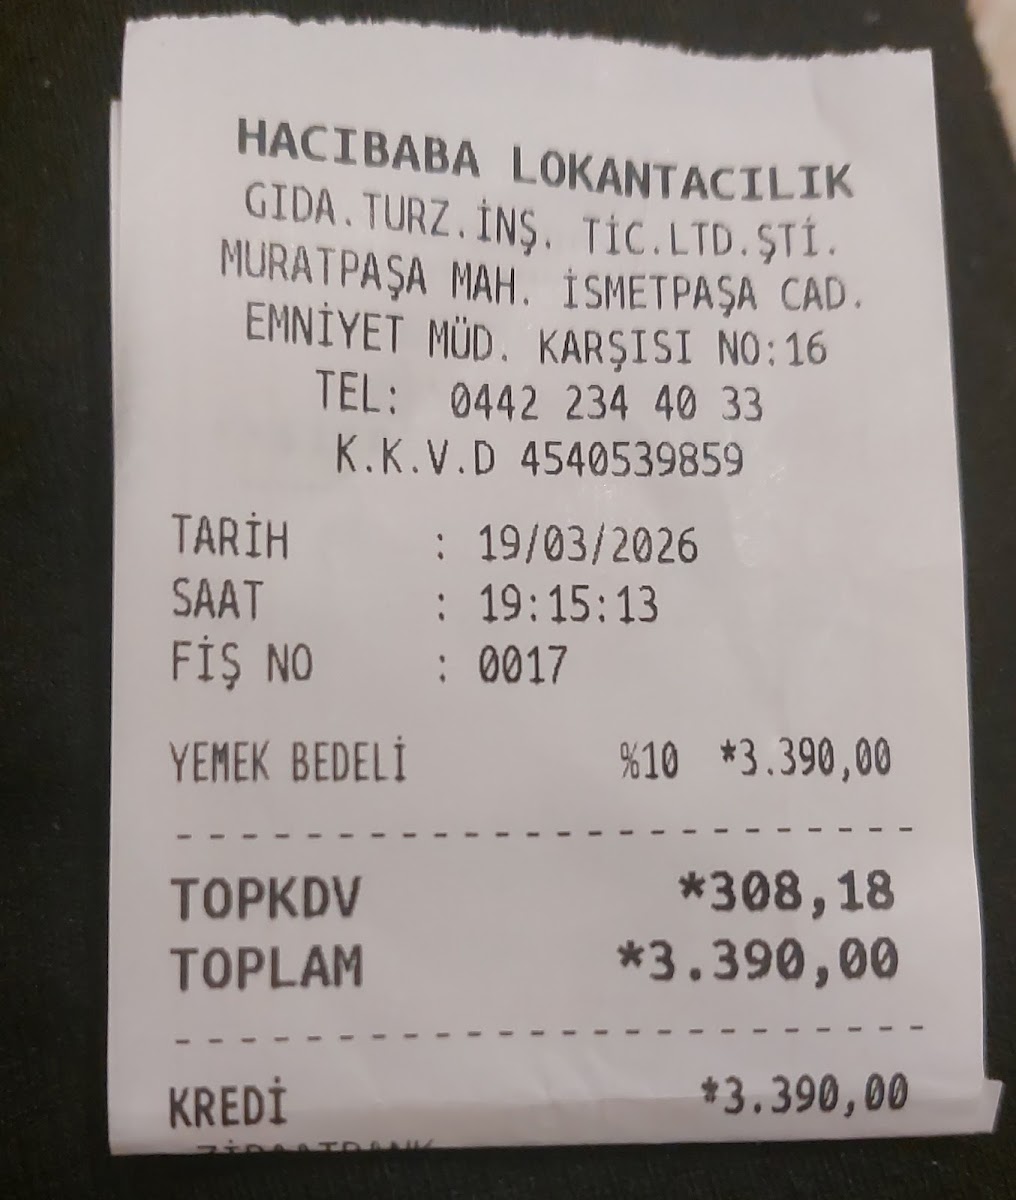 HACIBABA LOKANTACILIK
GIDA.TURZ.İNŞ. TİC.LTD.ŞTİ.
MURATPAŞA MAH. İSMETPAŞA CAD.
EMNİYET MÜD. KARŞISI NO:16
TEL: 0442 234 40 33
K.K.V.D 4540539859
TARİH : 19/03/2026
SAAT : 19:15:13
FİŞ NO : 0017
YEMEK BEDELİ %10 *3.390,00
TOPKDV *308,18
TOPLAM *3.390,00
KREDİ *3.390,00